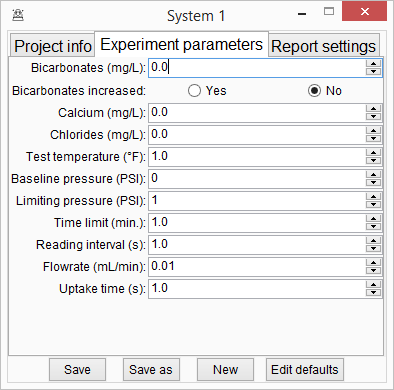 System 1
Project info Experiment parameters Report settings
Bicarbonates (mg/L): 0.0
Bicarbonates increased: Yes No
Calcium (mg/L): 0.0
Chlorides (mg/L): 0.0
Test temperature (°F): 1.0
Baseline pressure (PSI): 0
Limiting pressure (PSI): 1
Time limit (min.): 1.0
Reading interval (s): 1.0
Flowrate (mL/min): 0.01
Uptake time (s): 1.0
Save Save as New Edit defaults